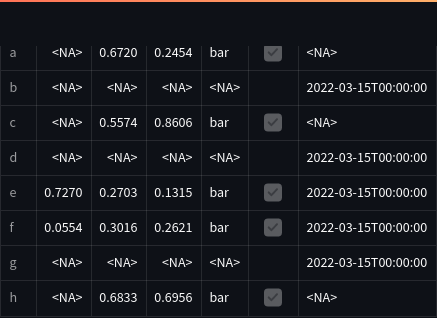 a <NA> 0.6720 0.2454 bar <NA>
b <NA> <NA> <NA> <NA> 2022-03-15T00:00:00
c <NA> 0.5574 0.8606 bar <NA>
d <NA> <NA> <NA> <NA> 2022-03-15T00:00:00
e 0.7270 0.2703 0.1315 bar 2022-03-15T00:00:00
f 0.0554 0.3016 0.2621 bar 2022-03-15T00:00:00
g <NA> <NA> <NA> <NA> 2022-03-15T00:00:00
h <NA> 0.6833 0.6956 bar <NA>